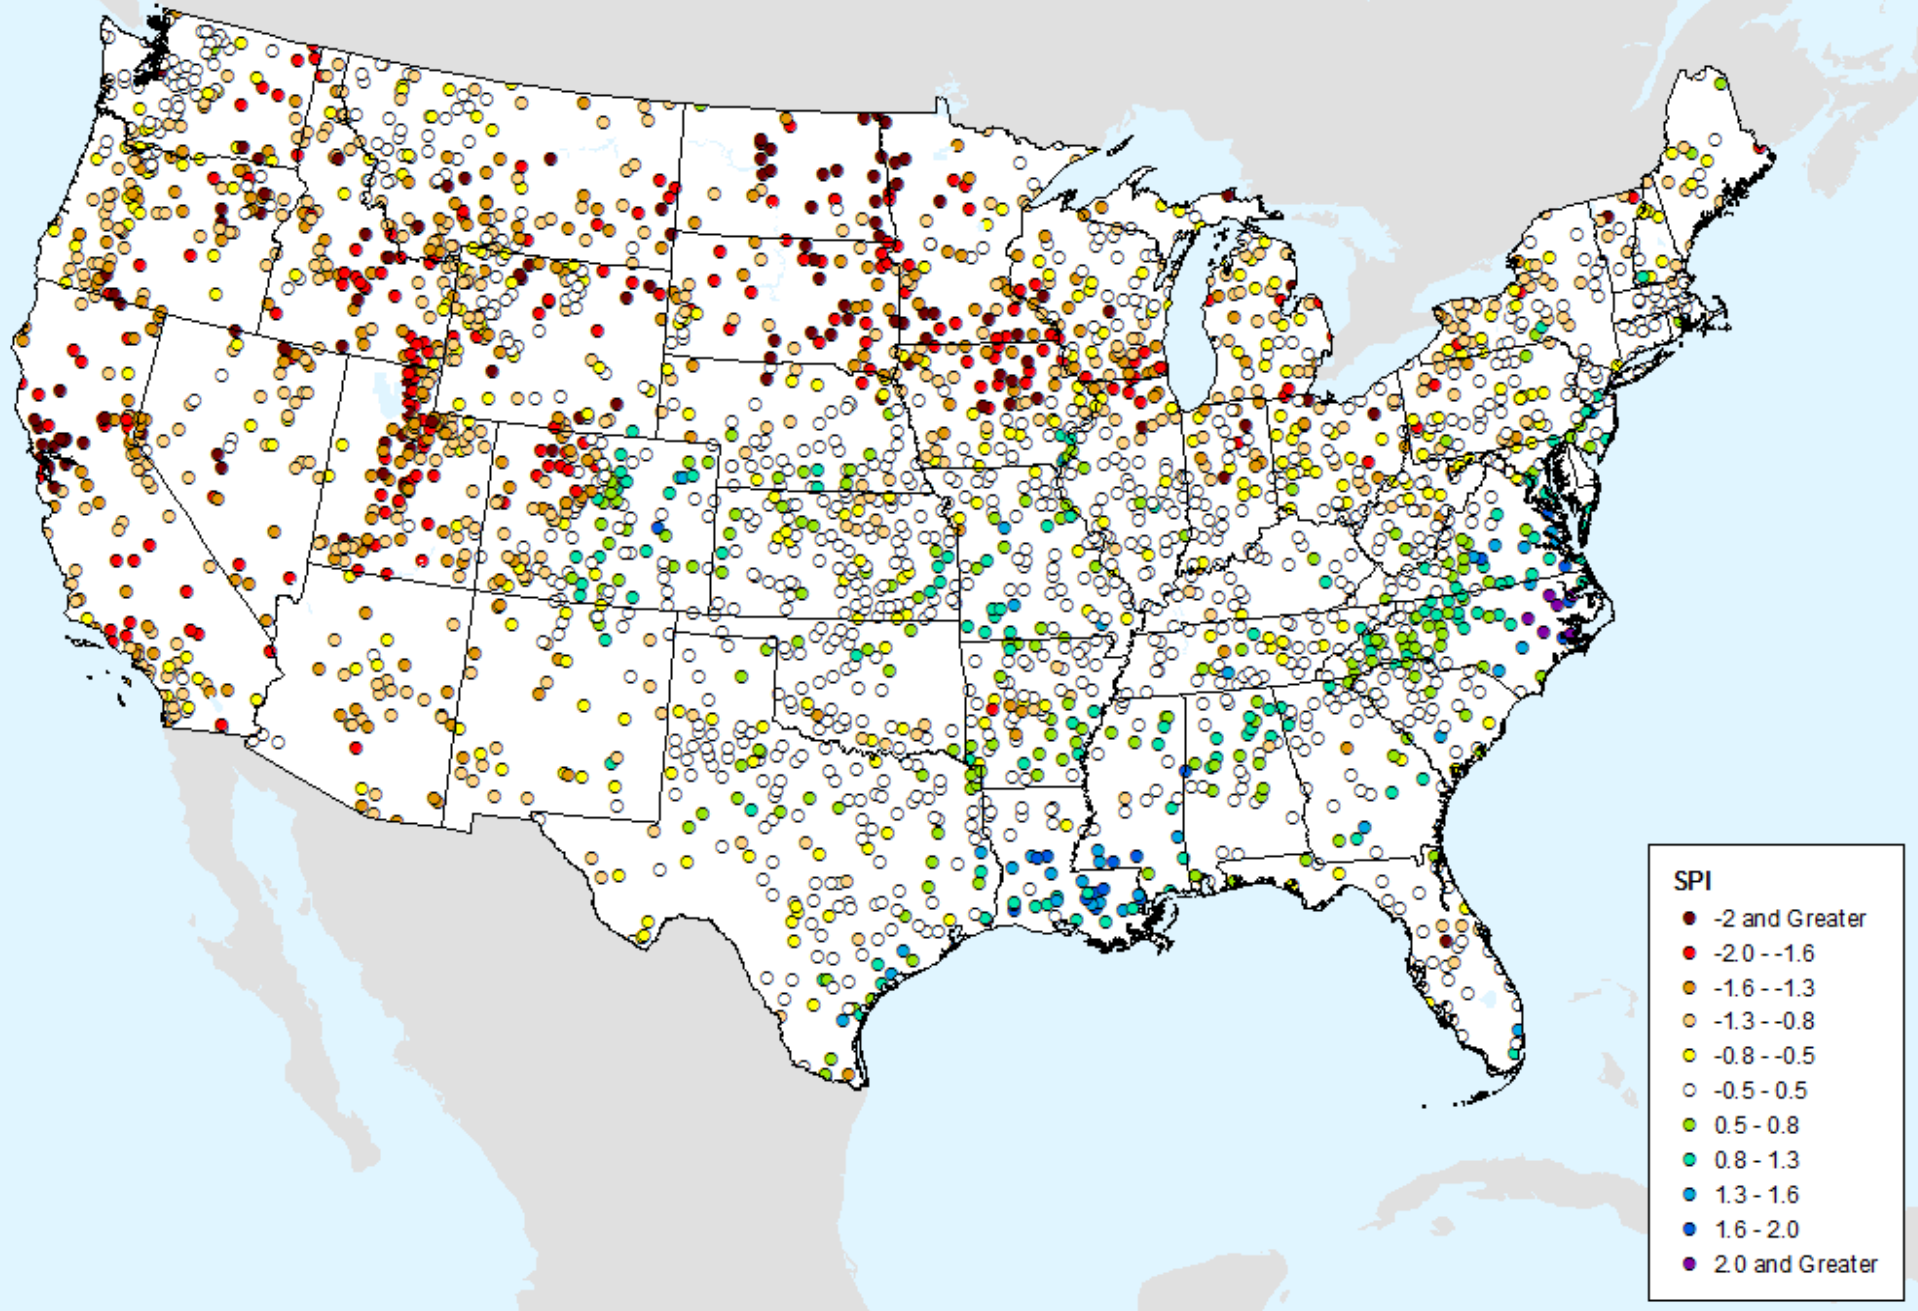 SPI
-2 and Greater
-2.0 - -1.6
-1.6 - -1.3
-1.3 - -0.8
-0.8 - -0.5
-0.5 - 0.5
0.5 - 0.8
0.8 - 1.3
1.3 - 1.6
1.6 - 2.0
2.0 and Greater